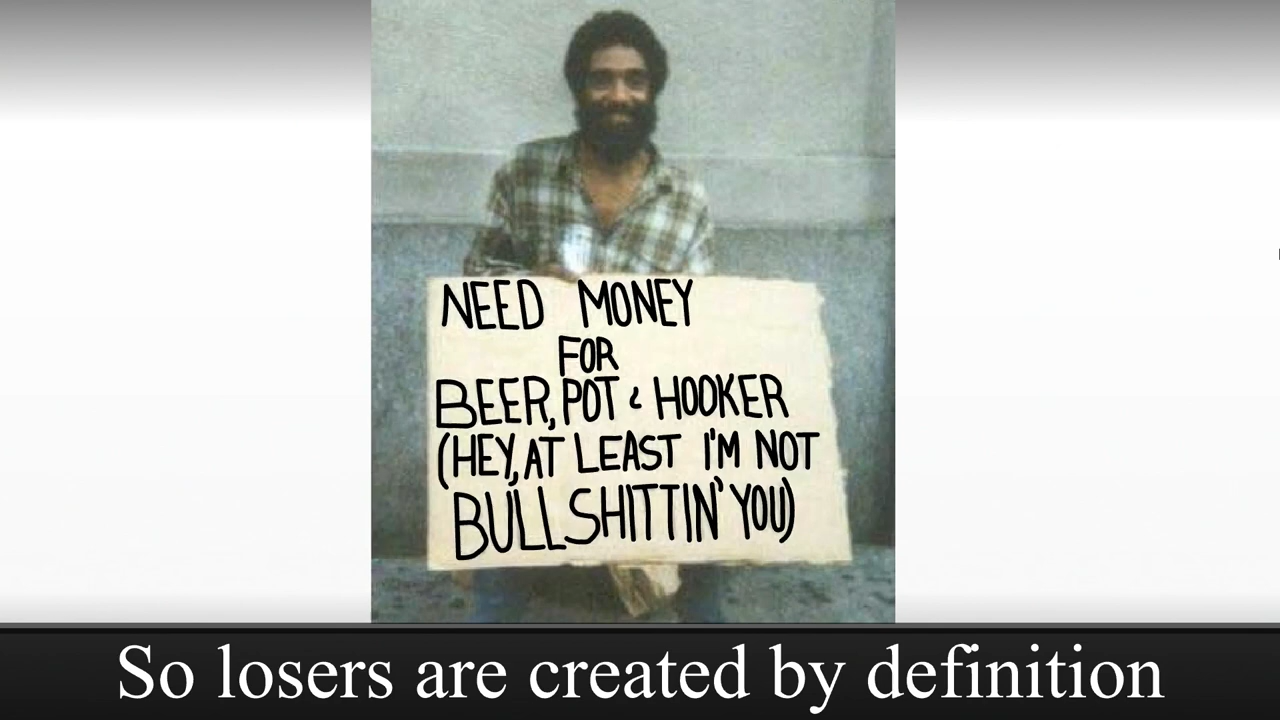 NEED MONEY
FOR
BEER, POT & HOOKER
(HEY, AT LEAST I'M NOT
BULLSHITTIN' YOU)
So losers are created by definition